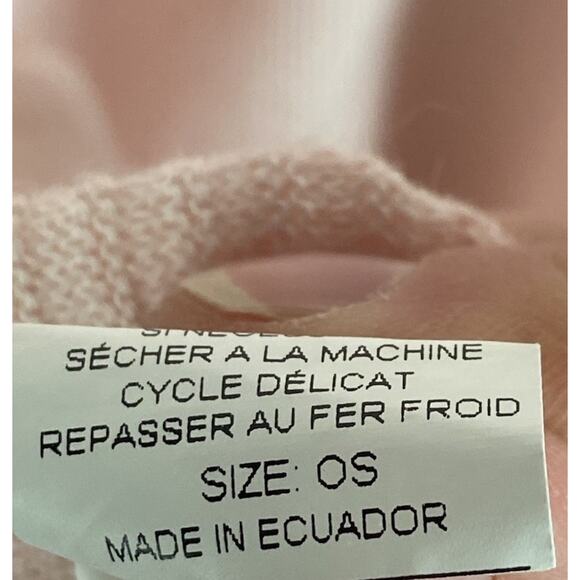 SÉCHER A LA MACHINE
CYCLE DÉLICAT
REPASSER AU FER FROID
SIZE: OS
MADE IN ECUADOR